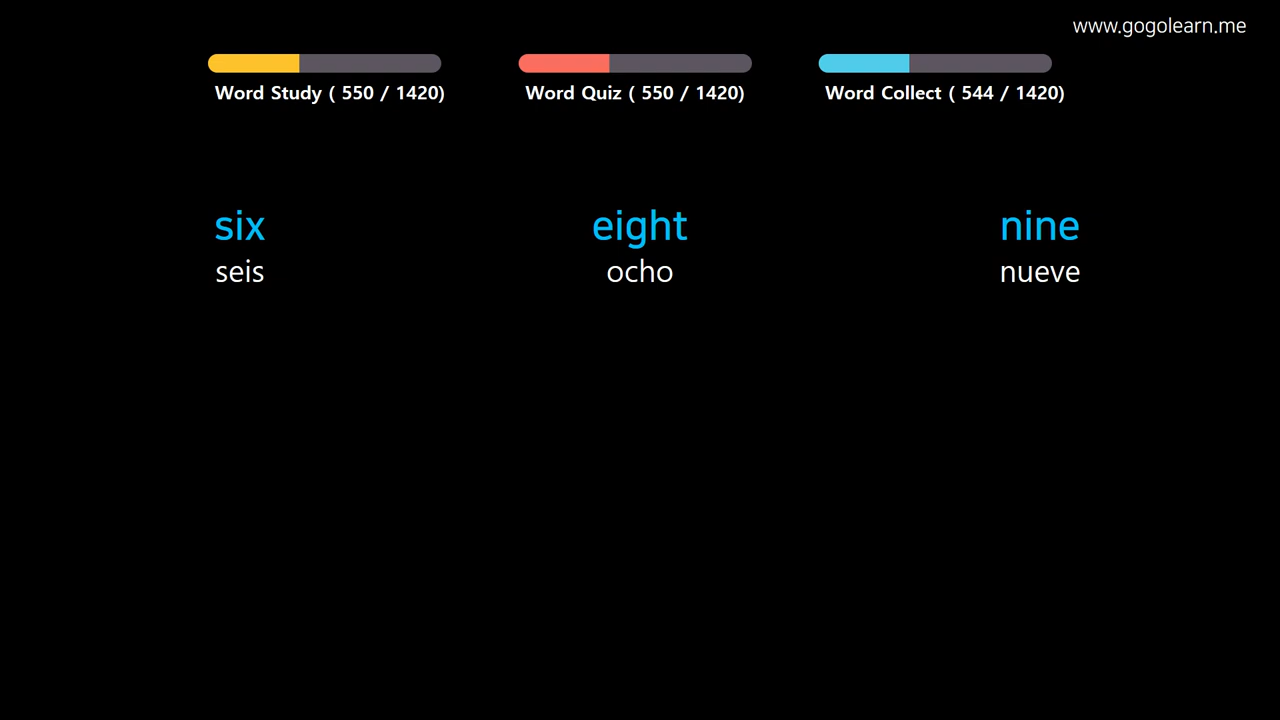 www.gogolearn.me
Word Study ( 550 / 1420) Word Quiz ( 550 / 1420) Word Collect ( 544 / 1420)
six eight nine
seis ocho nueve